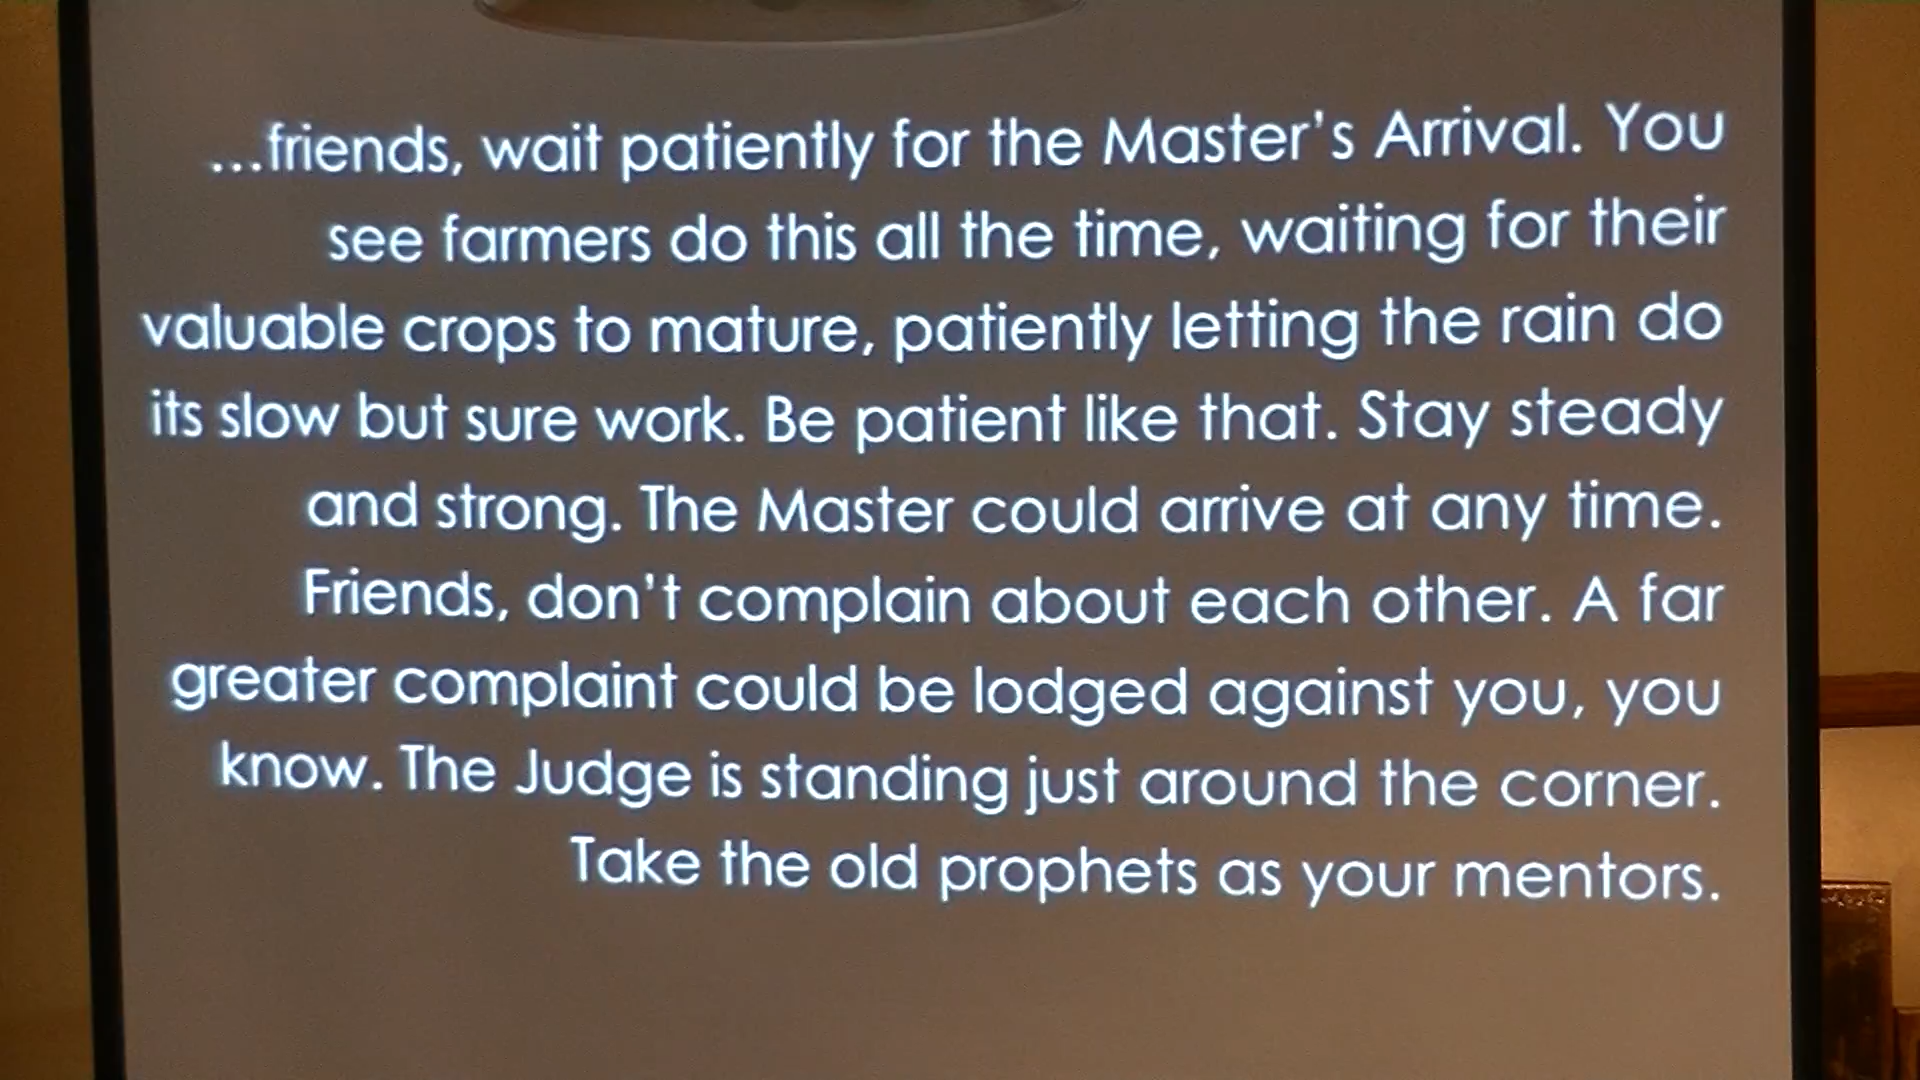 ...friends, wait patiently for the Master's Arrival. You
see farmers do this all the time, waiting for their
valuable crops to mature, patiently letting the rain do
its slow but sure work. Be patient like that. Stay steady
and strong. The Master could arrive at any time.
Friends, don't complain about each other. A far
greater complaint could be lodged against you, you
know. The Judge is standing just around the corner.
Take the old prophets as your mentors.